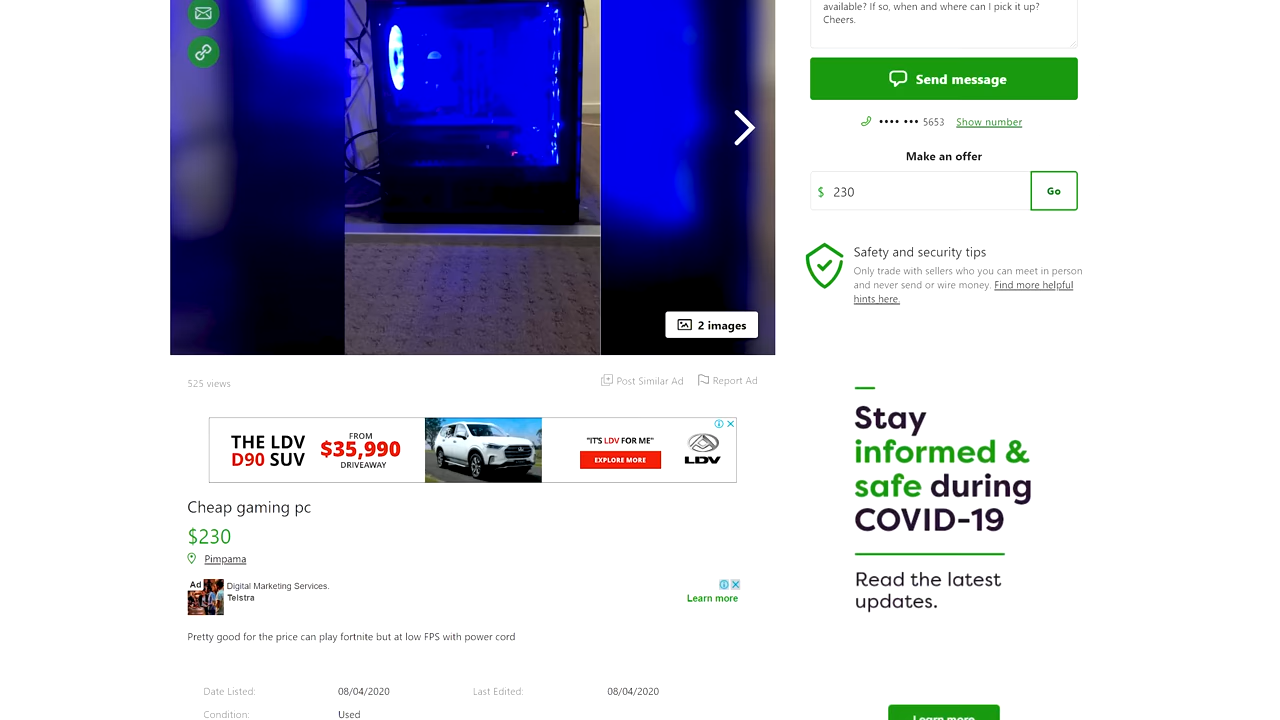 available? If so, when and where can I pick it up?
Cheers.
Send message
•••• ••• 5653 Show number
Make an offer
$ 230 Go
Safety and security tips
Only trade with sellers who you can meet in person
and never send or wire money. Find more helpful
hints here.
2 images
525 views
Post Similar Ad Report Ad
THE LDV
D90 SUV
FROM
$35,990
DRIVEAWAY
"IT'S LDV FOR ME"
EXPLORE MORE
LDV
Stay
informed &
safe during
COVID-19
Read the latest
updates.
Cheap gaming pc
$230
Pimpama
Ad
Digital Marketing Services.
Telstra
Learn more
Pretty good for the price can play fortnite but at low FPS with power cord
Date Listed: 08/04/2020 Last Edited: 08/04/2020
Condition: Used
Learn more